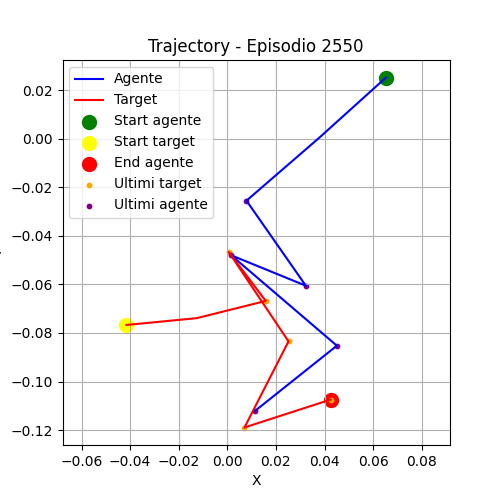 Trajectory - Episodio 2550
Agente
Target
Start agente
Start target
End agente
Ultimi target
Ultimi agente
0.02
0.00
−0.02
−0.04
−0.06
−0.08
−0.10
−0.12
−0.06 −0.04 −0.02 0.00 0.02 0.04 0.06 0.08
X